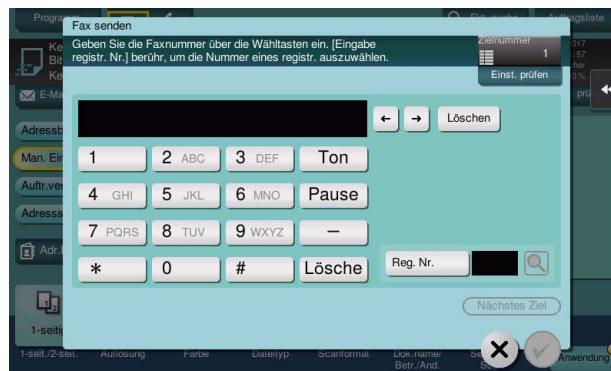 Programm
Auftragsliste
Fax senden
Geben Sie die Faxnummer über die Wähltasten ein. [Eingabe
registr. Nr.] berühr, um die Nummer eines registr. auszuwählen.
Zielnummer
1
Einst. prüfen
E-Ma
Adressb
← → Löschen
Man. Ein
1 2 ABC 3 DEF Ton
Auftr.ver
4 GHI 5 JKL 6 MNO Pause
Adresss
7 PQRS 8 TUV 9 WXYZ –
Adr.
* 0 # Lösche
Reg. Nr.
Nächstes Ziel
1-seitig
1-seit./2-seit. Auflösung Farbe Dateityp Scanformat Dok.name/
Betr./And.
Anwendung